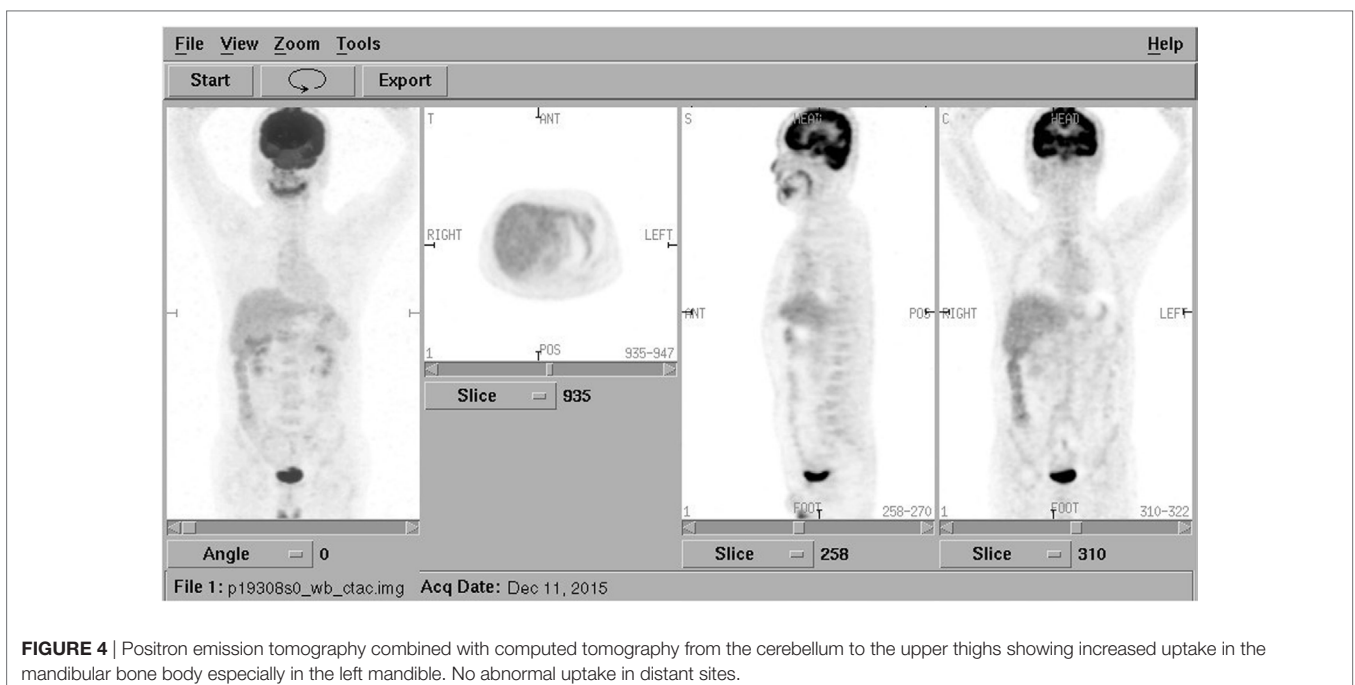 File View Zoom Tools Help
Start Export
T ANT S HEAD C HEAD
RIGHT LEFT ANT POS RIGHT LEFT
1 POS 935-947
Slice 935
1 FOOT 258-270 1 FOOT 310-322
Angle 0 Slice 258 Slice 310
File 1: p19308s0_wb_ctac.img Acq Date: Dec 11, 2015
FIGURE 4 | Positron emission tomography combined with computed tomography from the cerebellum to the upper thighs showing increased uptake in the
mandibular bone body especially in the left mandible. No abnormal uptake in distant sites.